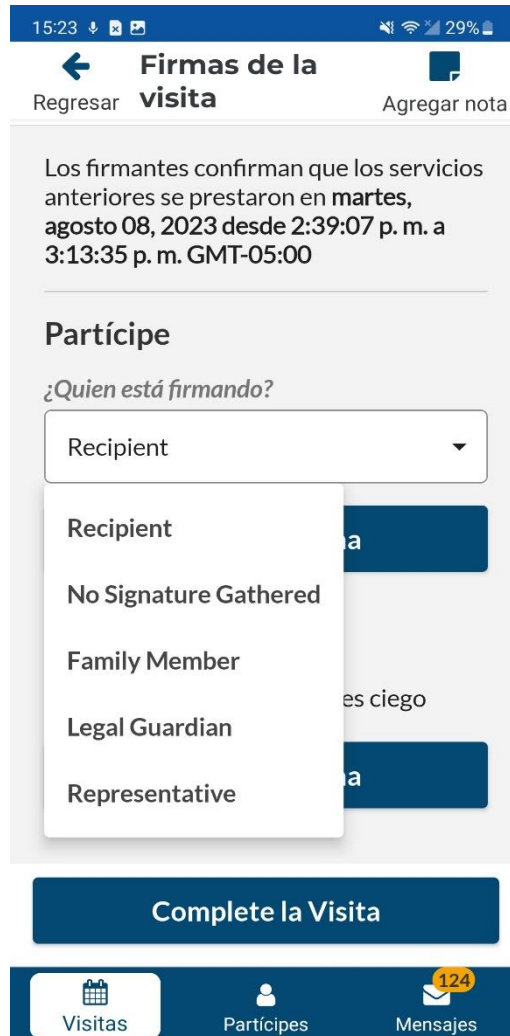 15:23 29%
Firmas de la
visita
Regresar
Agregar nota
Los firmantes confirman que los servicios
anteriores se prestaron en martes,
agosto 08, 2023 desde 2:39:07 p. m. a
3:13:35 p. m. GMT-05:00
Partícipe
¿Quien está firmando?
Recipient
Recipient
No Signature Gathered
Family Member
Legal Guardian
Representative
es ciego
Complete la Visita
124
Visitas Partícipes Mensajes